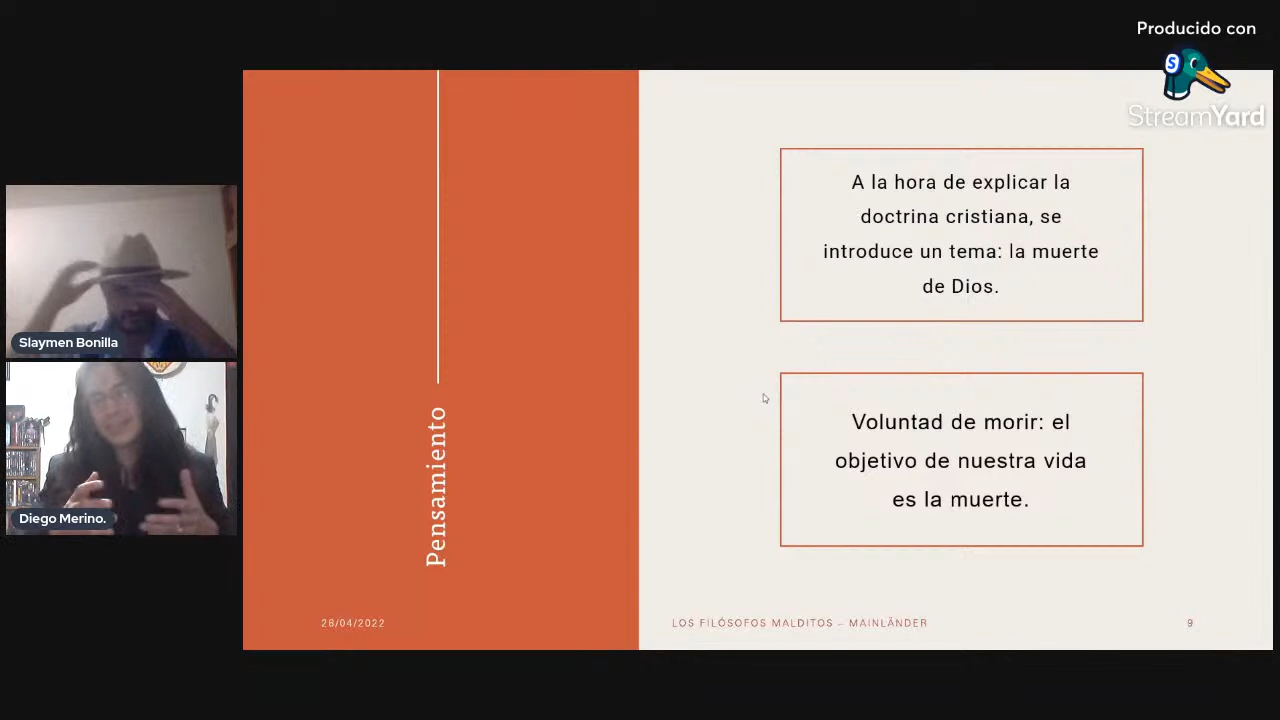 Producido con
StreamYard
A la hora de explicar la
doctrina cristiana, se
introduce un tema: la muerte
de Dios.
Slaymen Bonilla
Diego Merino.
Pensamiento
Voluntad de morir: el
objetivo de nuestra vida
es la muerte.
28/04/2022
LOS FILÓSOFOS MALDITOS – MAINLÄNDER
9